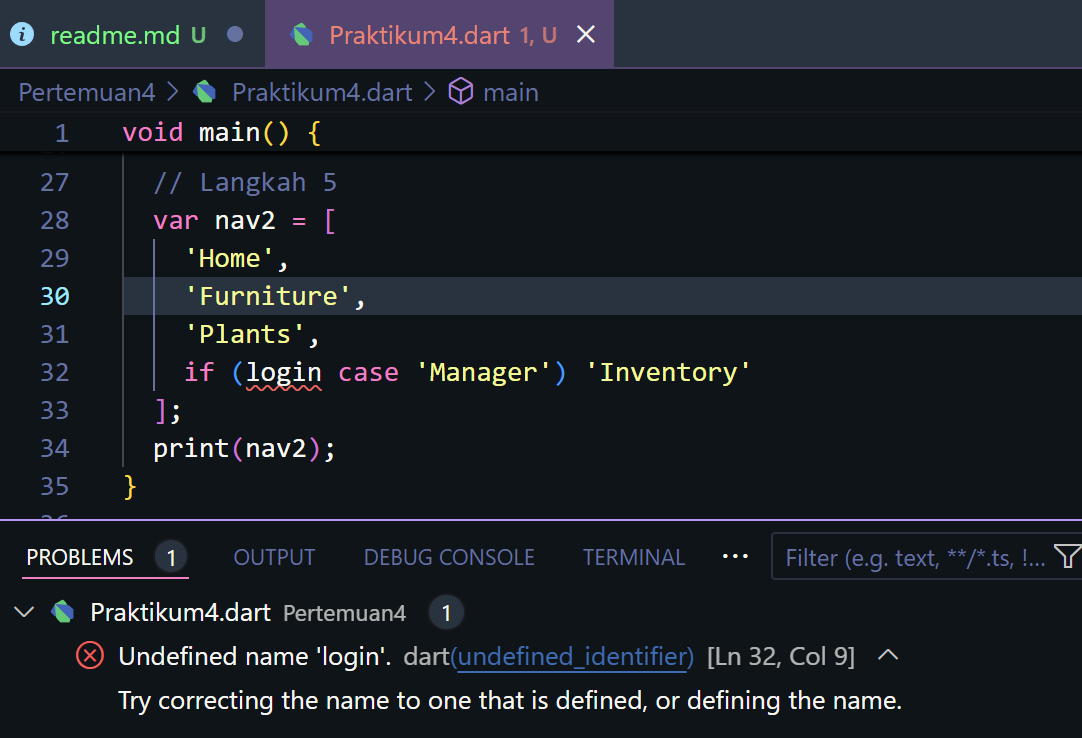 readme.md U
Praktikum4.dart 1, U
Pertemuan4 > Praktikum4.dart > main
1 void main() {
27 // Langkah 5
28 var nav2 = [
29 'Home',
30 'Furniture',
31 'Plants',
32 if (login case 'Manager') 'Inventory'
33 ];
34 print(nav2);
35 }
PROBLEMS 1 OUTPUT DEBUG CONSOLE TERMINAL ... Filter (e.g. text, **/*.ts, !...
Praktikum4.dart Pertemuan4 1
Undefined name 'login'. dart(undefined_identifier) [Ln 32, Col 9]
Try correcting the name to one that is defined, or defining the name.